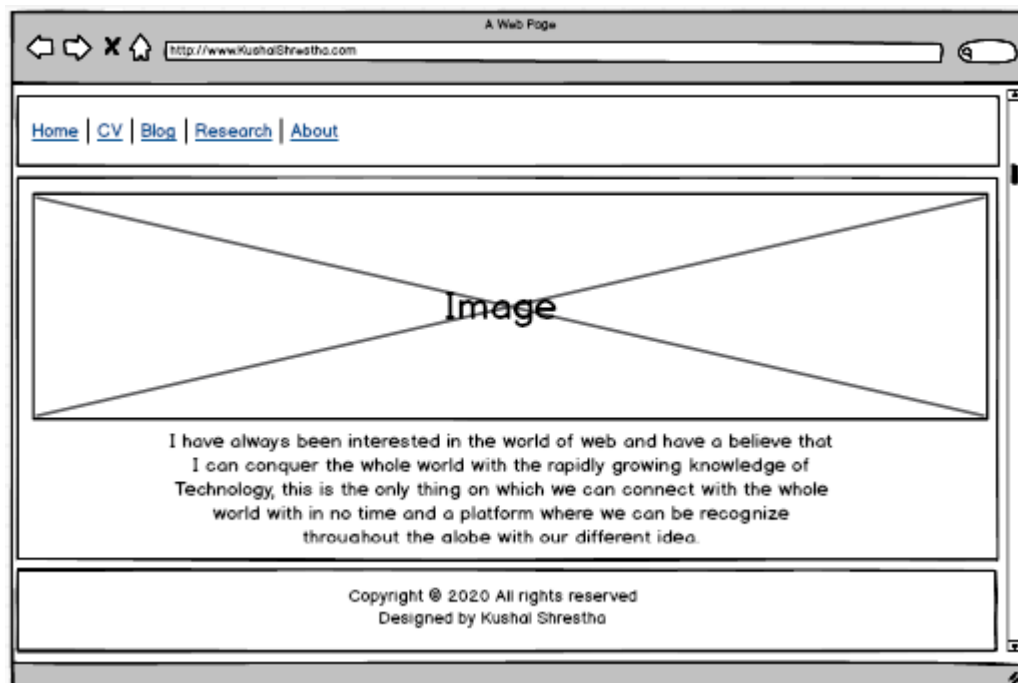 A Web Page
http://www.KushalShrestha.com
Home | CV | Blog | Research | About
Image
I have always been interested in the world of web and have a believe that
I can conquer the whole world with the rapidly growing knowledge of
Technology, this is the only thing on which we can connect with the whole
world with in no time and a platform where we can be recognize
throughout the globe with our different idea.
Copyright © 2020 All rights reserved
Designed by Kushal Shrestha